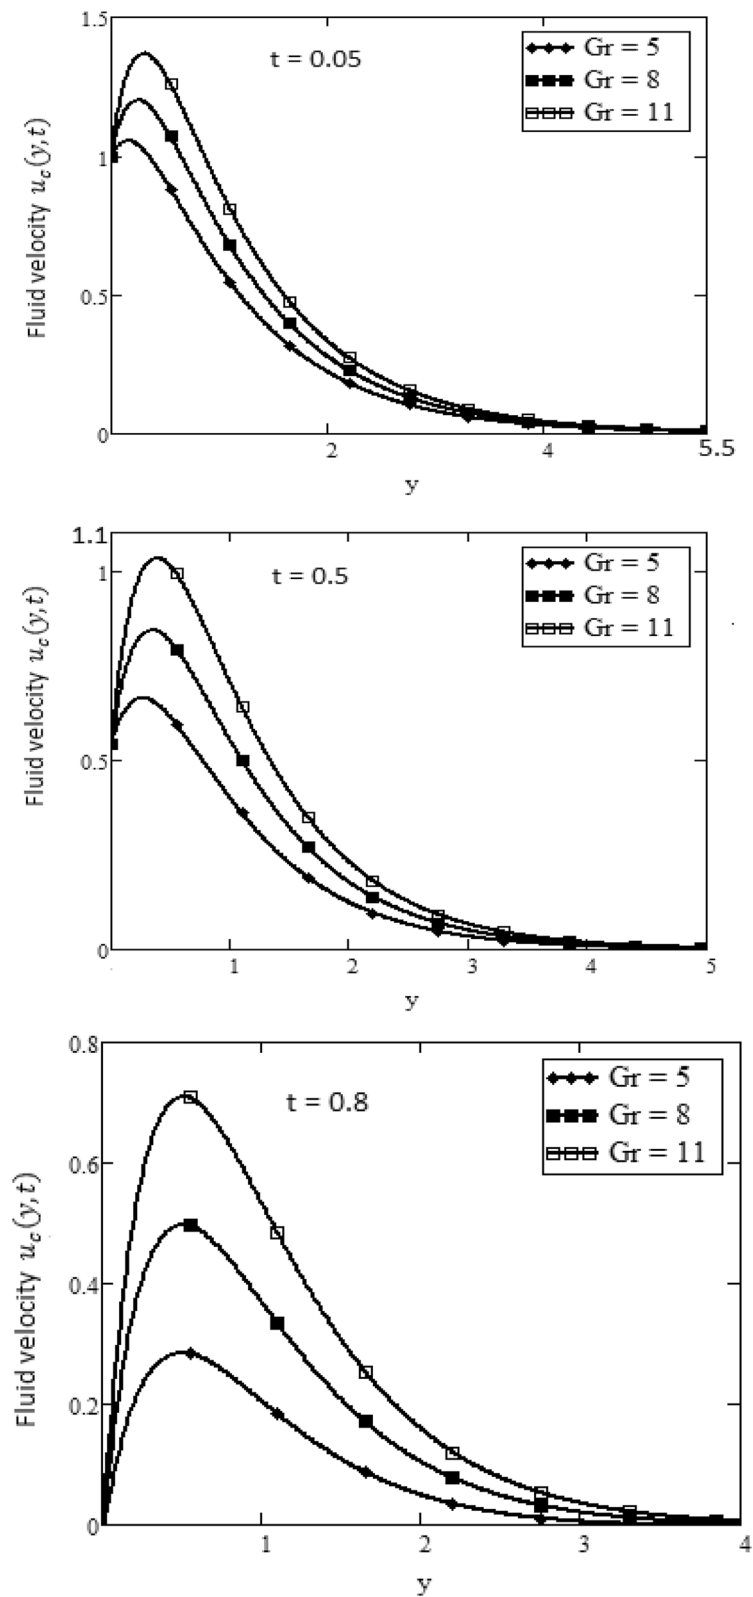 1.5
t = 0.05
Gr = 5
Gr = 8
Gr = 11
Fluid velocity u_c(y,t)
1
0.5
0
2
4
5.5
y
1.1
1
t = 0.5
Gr = 5
Gr = 8
Gr = 11
Fluid velocity u_c(y,t)
0.5
0
1
2
3
4
5
y
0.8
t = 0.8
Gr = 5
Gr = 8
Gr = 11
Fluid velocity u_c(y,t)
0.6
0.4
0.2
0
1
2
3
4
y